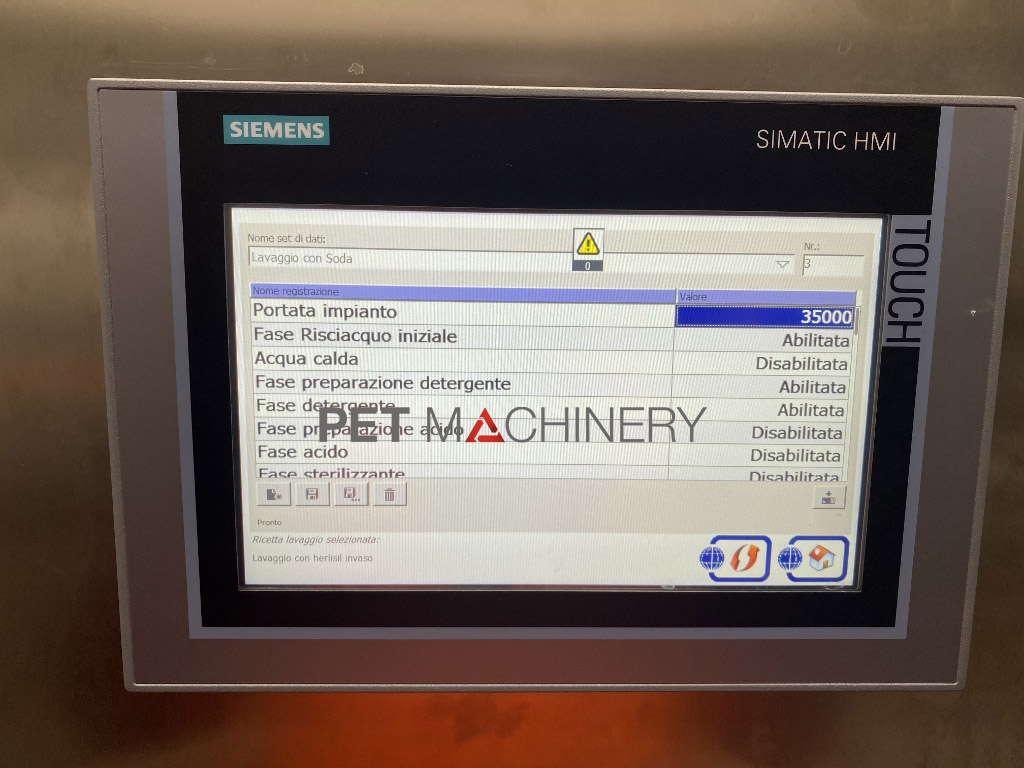 SIEMENS
SIMATIC HMI
TOUCH
Nome set di dati:
Lavaggio con Soda
0
Nr.:
3
Nome registrazione Valore
Portata impianto 35000
Fase Risciacquo iniziale Abilitata
Acqua calda Disabilitata
Fase preparazione detergente Abilitata
Fase detergente Abilitata
PET MACHINERY
Fase preparazione acido Disabilitata
Fase acido Disabilitata
Fase sterilizzante Disabilitata
Pronto
Ricetta lavaggio selezionata:
Lavaggio con herlisil invaso